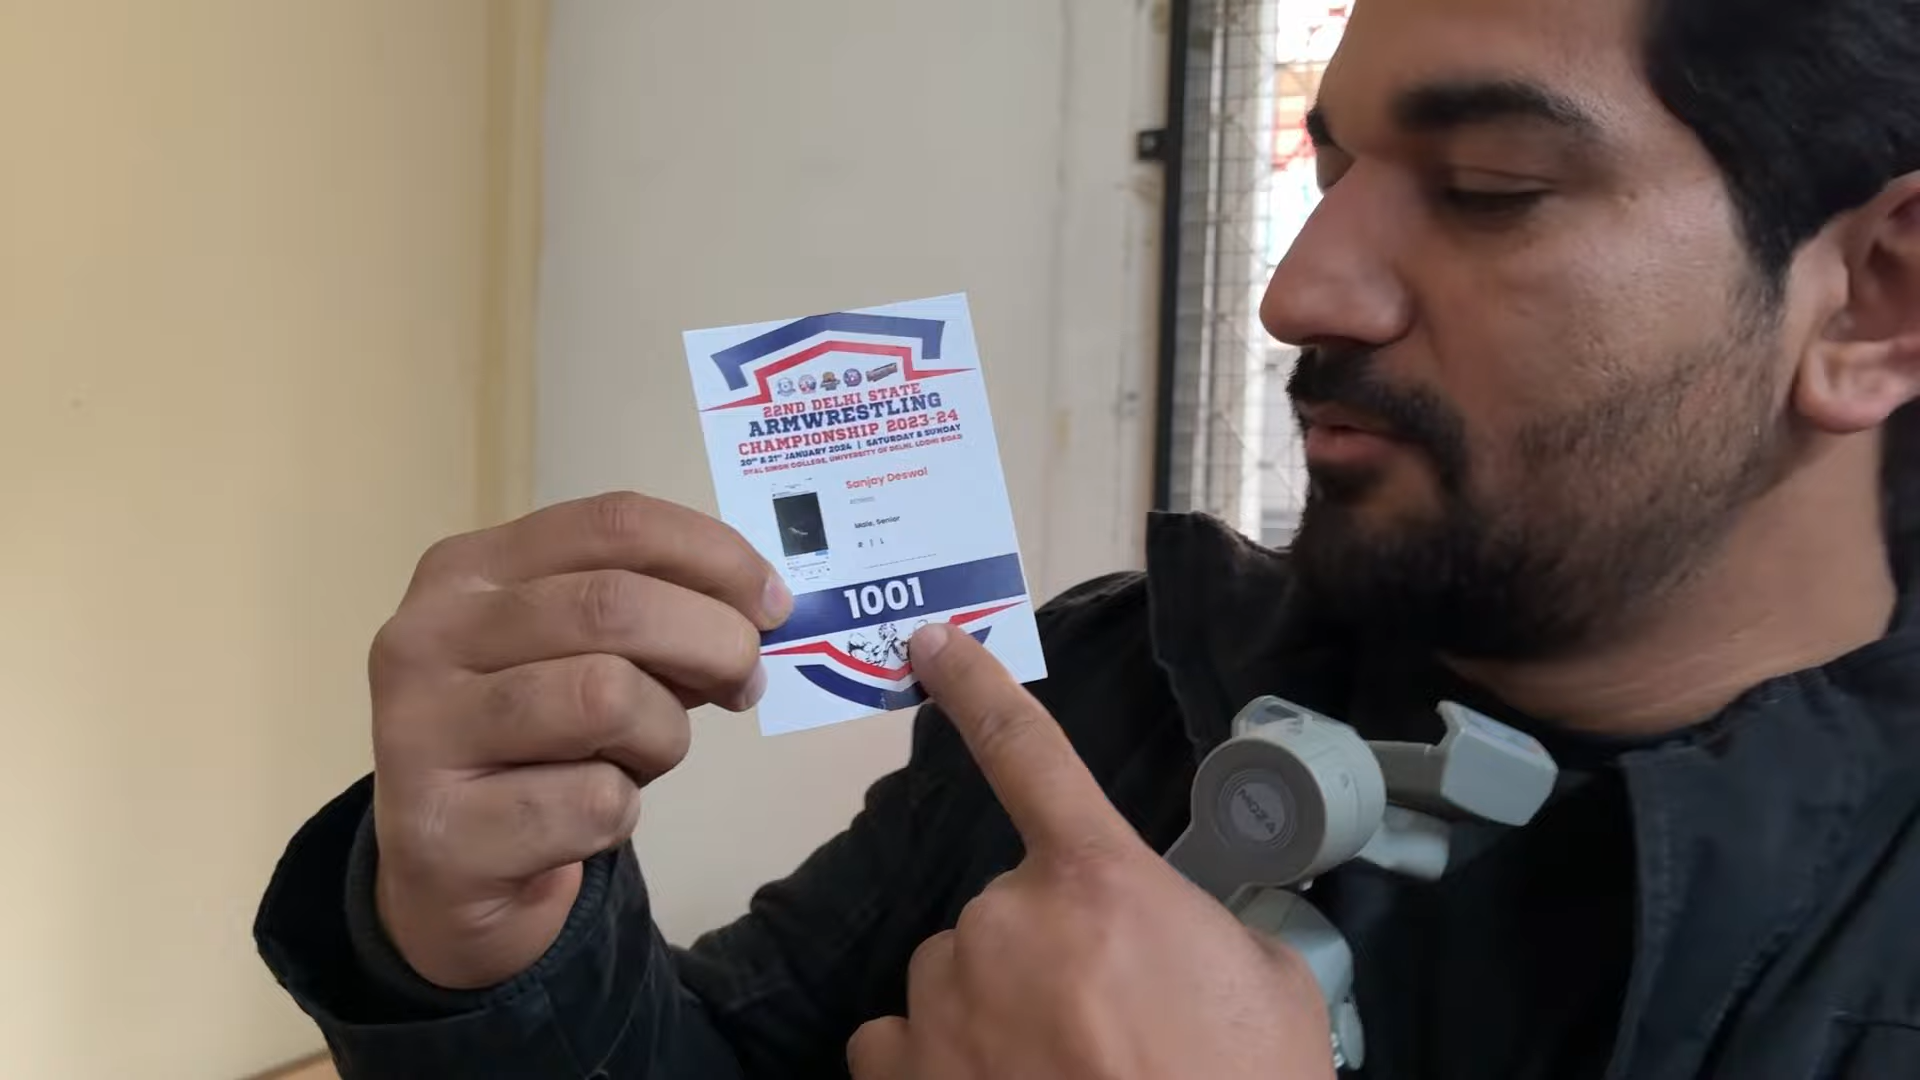 22ND DELHI STATE
ARMWRESTLING
CHAMPIONSHIP 2023-24
20TH & 21ST JANUARY 2024 | SATURDAY & SUNDAY
DYAL SINGH COLLEGE, UNIVERSITY OF DELHI, LODHI ROAD
Sanjay Deswal
Male, Senior
1001
MOZA